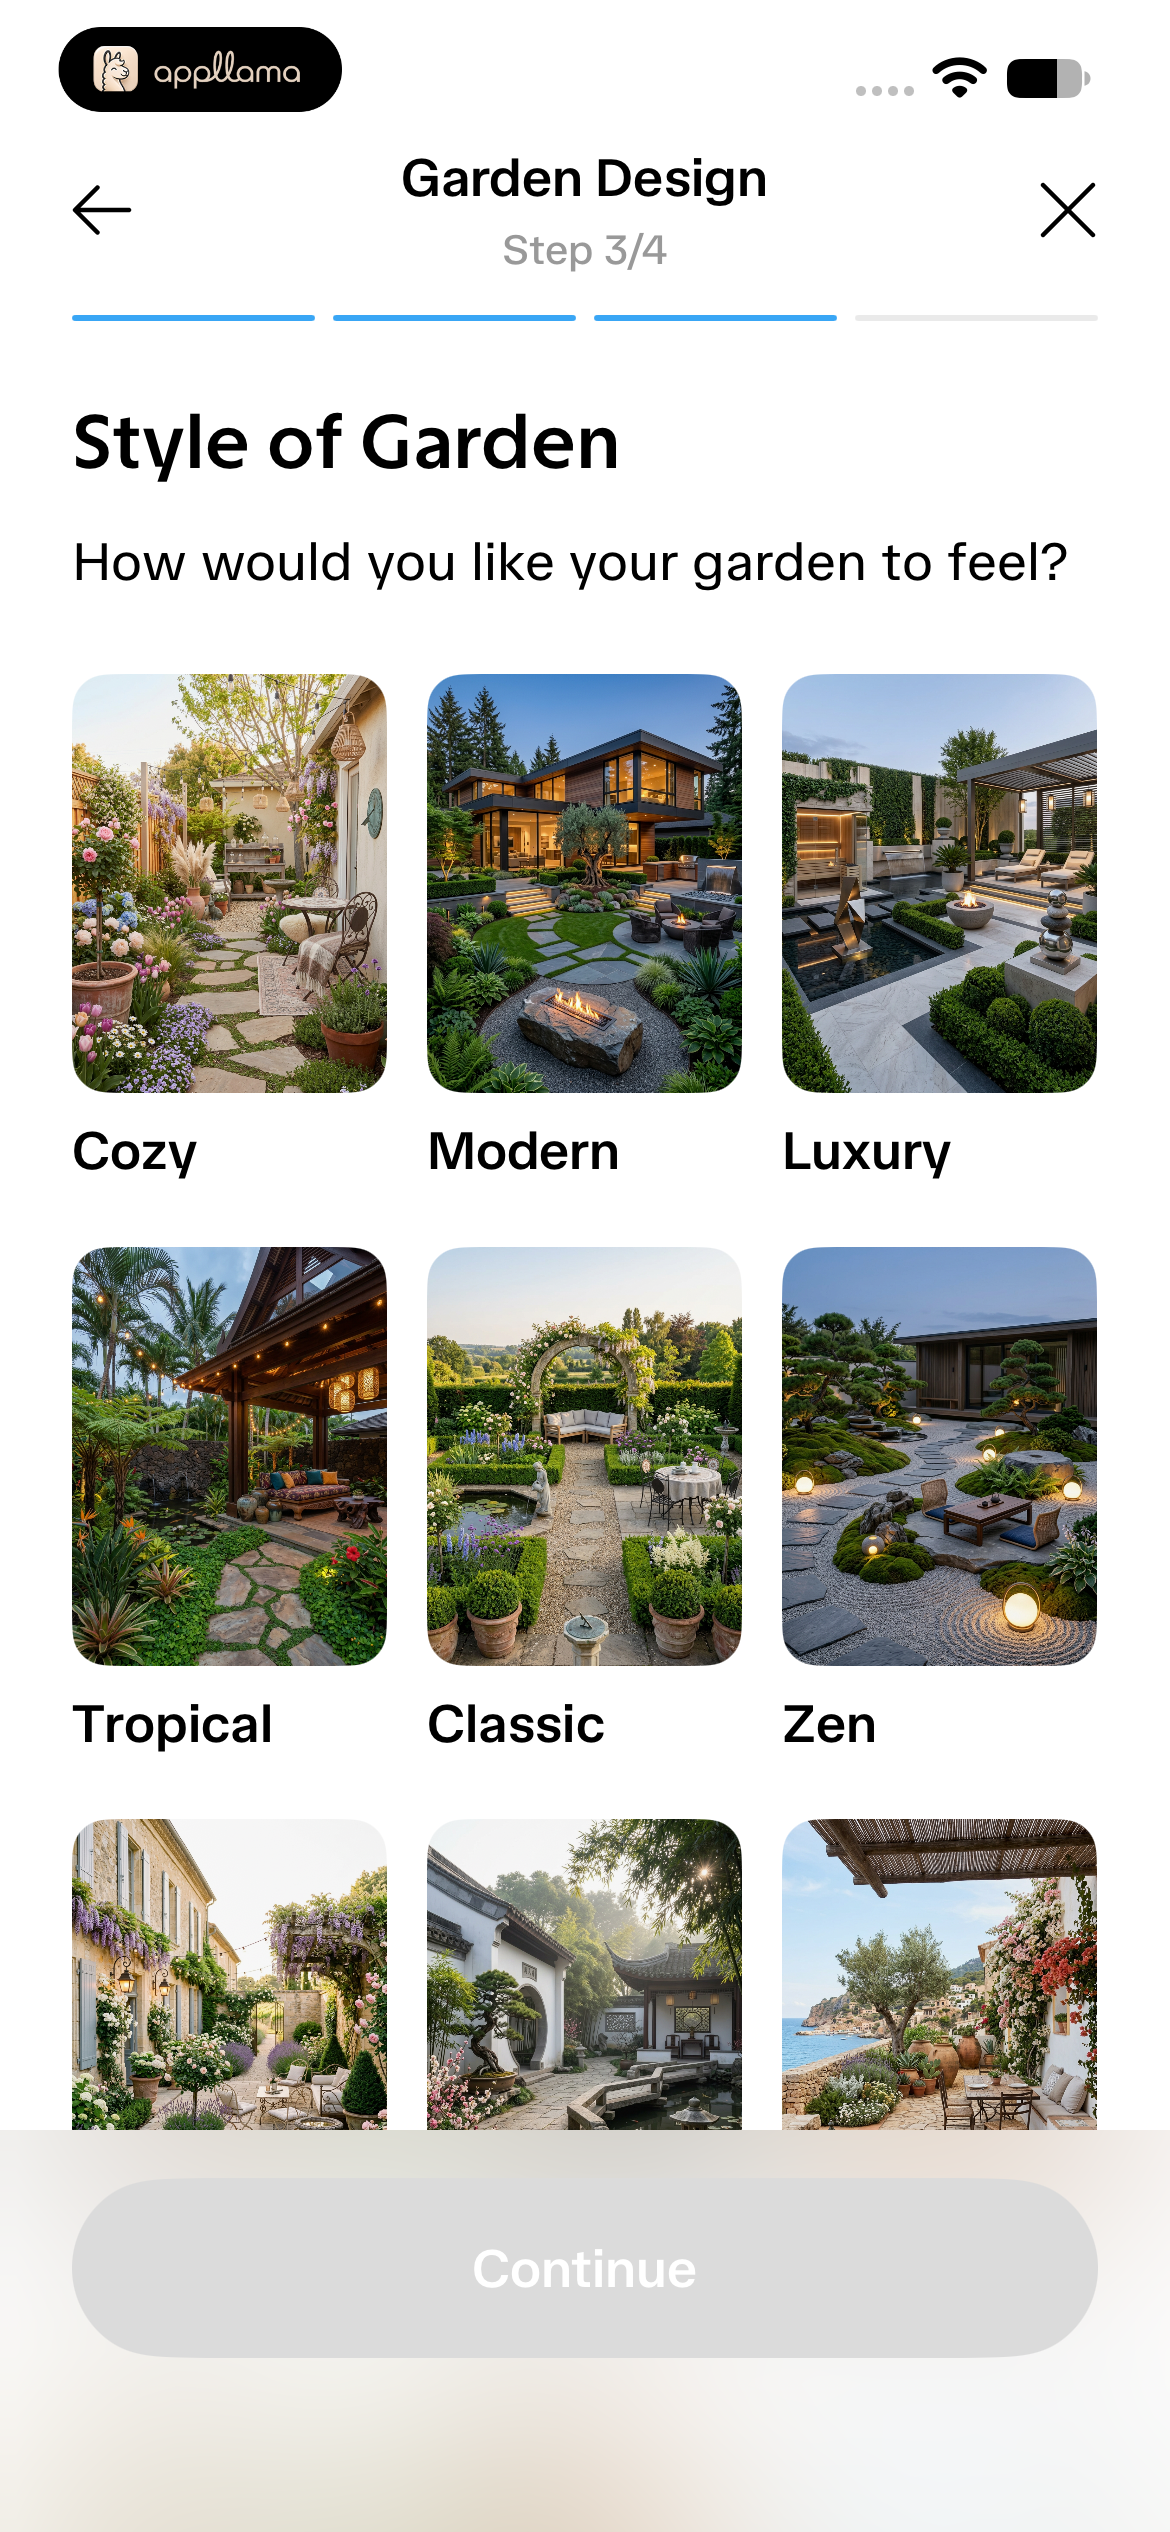 appllama
Garden Design
Step 3/4
Style of Garden
How would you like your garden to feel?
Cozy
Modern
Luxury
Tropical
Classic
Zen
Continue